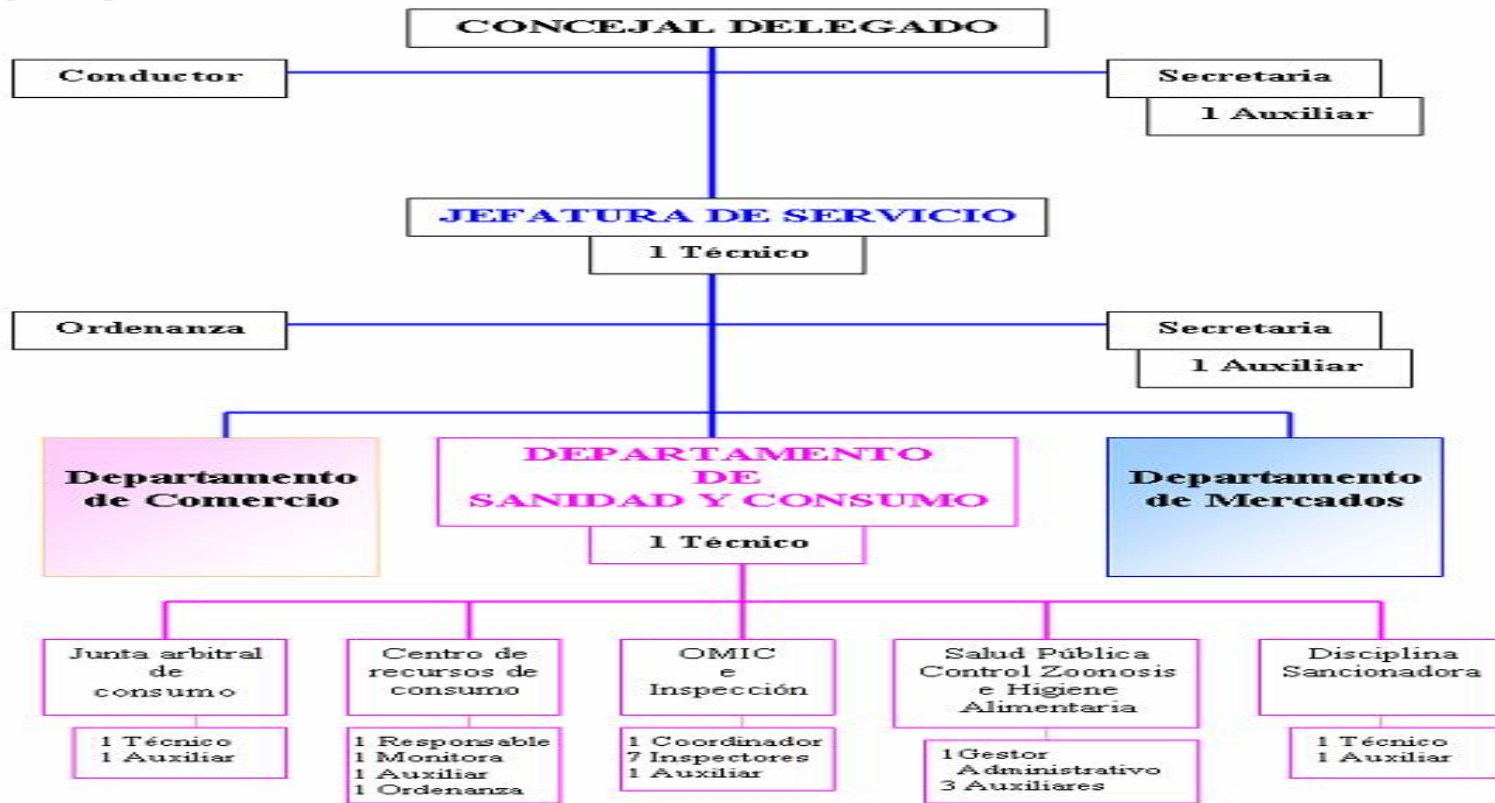 CONCEJAL DELEGADO
Conductor
Secretaria
1 Auxiliar
JEFATURA DE SERVICIO
1 Técnico
Ordenanza
Secretaria
1 Auxiliar
Departamento
de Comercio
DEPARTAMENTO
DE
SANIDAD Y CONSUMO
1 Técnico
Departamento
de Mercados
Junta arbitral
de
consumo
1 Técnico
1 Auxiliar
Centro de
recursos de
consumo
1 Responsable
1 Monitora
1 Auxiliar
1 Ordenanza
OMIC
e
Inspección
1 Coordinador
7 Inspectores
1 Auxiliar
Salud Pública
Control Zoonosis
e Higiene
Alimentaria
1 Gestor
Administrativo
3 Auxiliares
Disciplina
Sancionadora
1 Técnico
1 Auxiliar